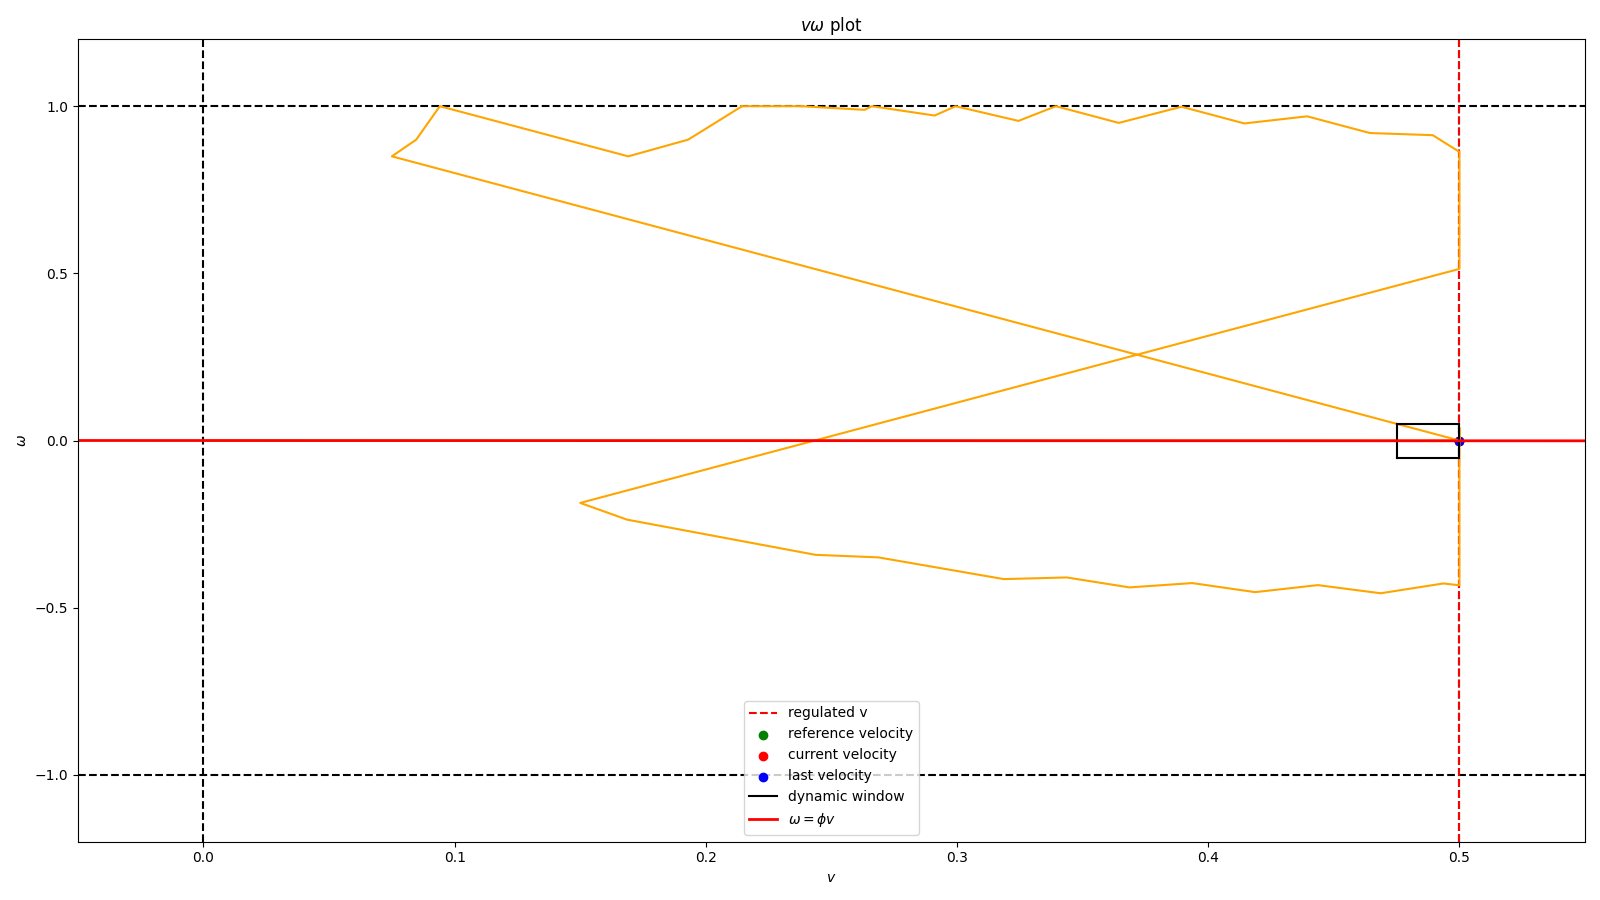 vω plot
1.0
0.5
0.0
−0.5
−1.0
ω
regulated v
reference velocity
current velocity
last velocity
dynamic window
ω = ϕv
0.0 0.1 0.2 0.3 0.4 0.5
v